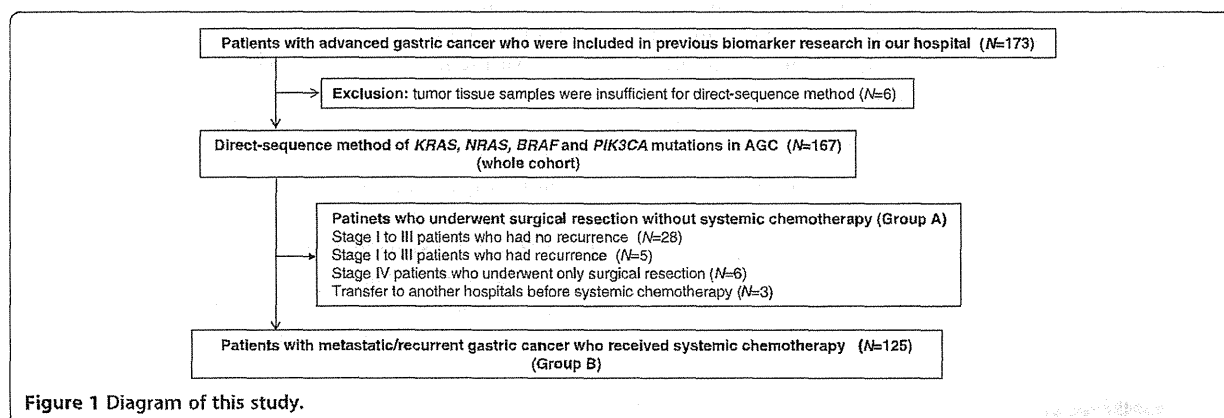 Patients with advanced gastric cancer who were included in previous biomarker research in our hospital (N=173)
Exclusion: tumor tissue samples were insufficient for direct-sequence method (N=6)
Direct-sequence method of KRAS, NRAS, BRAF and PIK3CA mutations in AGC (N=167)
(whole cohort)
Patinets who underwent surgical resection without systemic chemotherapy (Group A)
Stage I to III patients who had no recurrence (N=28)
Stage I to III patients who had recurrence (N=5)
Stage IV patients who underwent only surgical resection (N=6)
Transfer to another hospitals before systemic chemotherapy (N=3)
Patients with metastatic/recurrent gastric cancer who received systemic chemotherapy (N=125)
(Group B)
Figure 1 Diagram of this study.